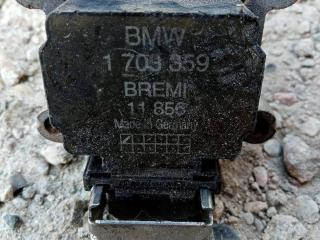 BMW
1 703 359
BREMI
11 856
Made in Germany